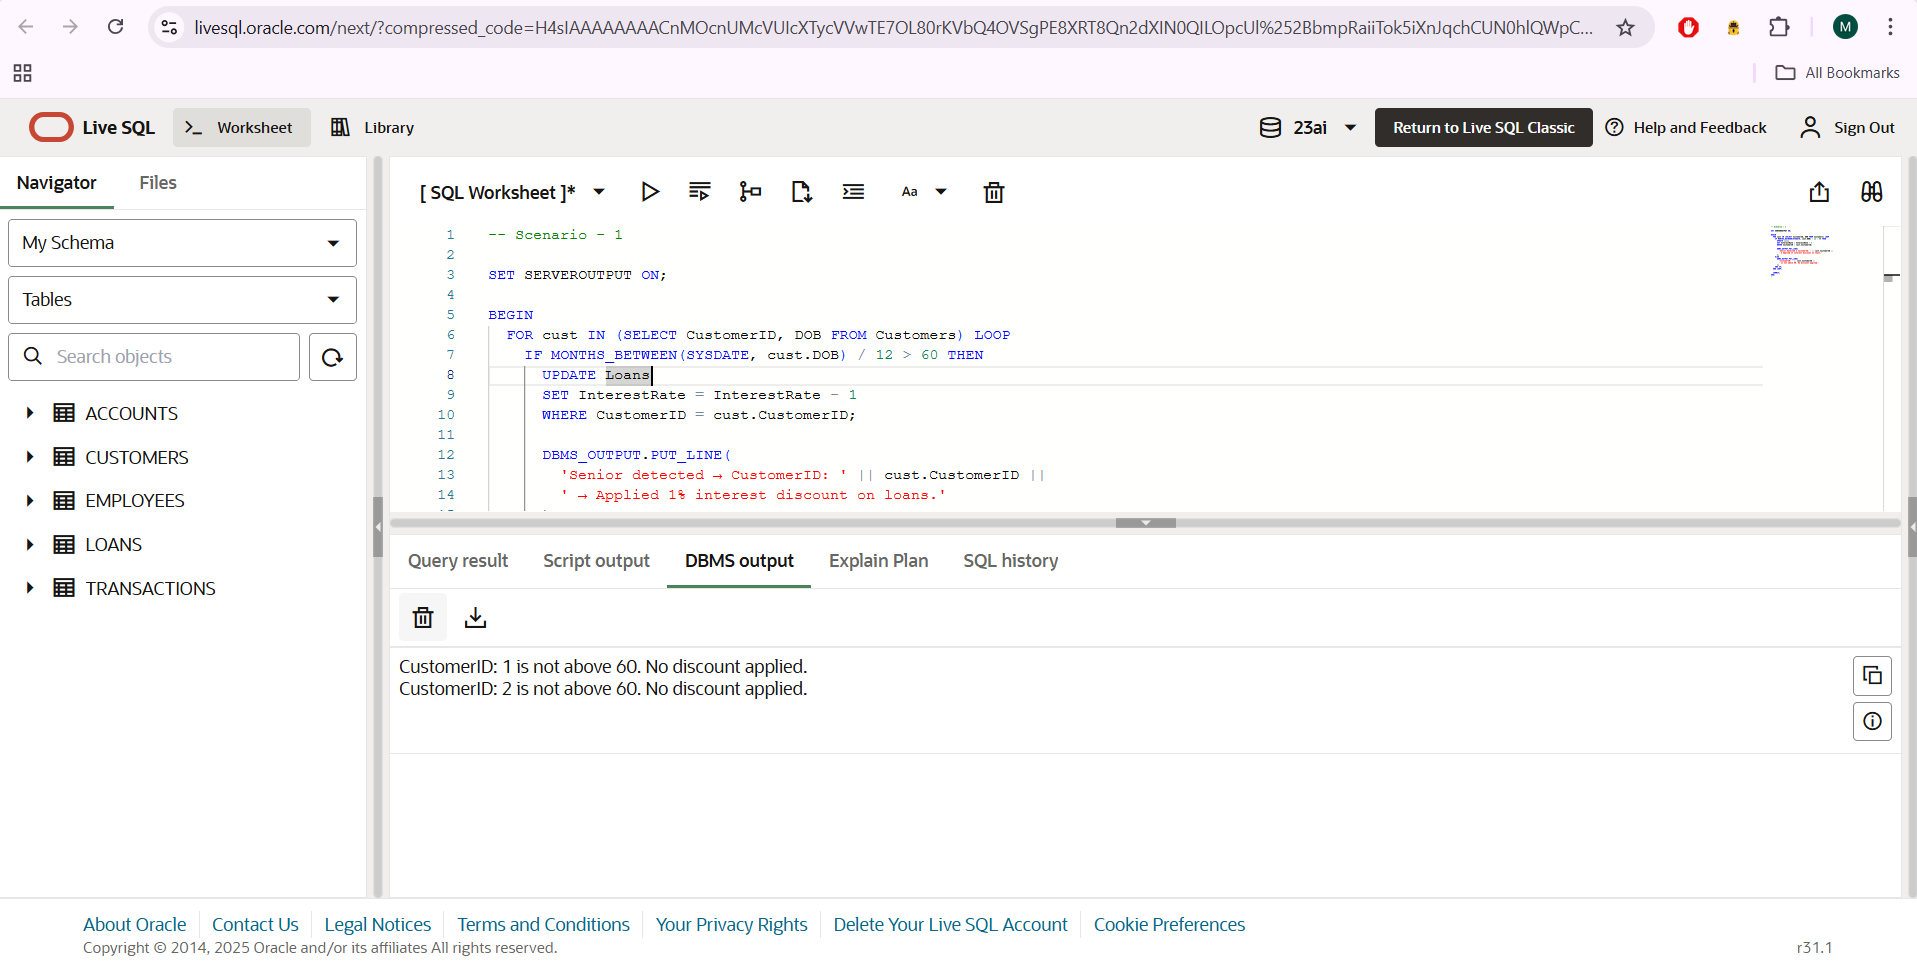 livesql.oracle.com/next/?compressed_code=H4sIAAAAAAAACnMOcnUMcVUIcXTycVVwTE7OL80rKVbQ4OVSgPE8XRT8Qn2dXIN0QILOpcUl%252BbmpRaiiTok5iXnJqchCUN0hlQWpC...
M
All Bookmarks
Live SQL
Worksheet
Library
23ai
Return to Live SQL Classic
Help and Feedback
Sign Out
Navigator
Files
My Schema
Tables
Search objects
ACCOUNTS
CUSTOMERS
EMPLOYEES
LOANS
TRANSACTIONS
[ SQL Worksheet ]*
Aa
1 -- Scenario - 1
2
3 SET SERVEROUTPUT ON;
4
5 BEGIN
6 FOR cust IN (SELECT CustomerID, DOB FROM Customers) LOOP
7 IF MONTHS_BETWEEN(SYSDATE, cust.DOB) / 12 > 60 THEN
8 UPDATE Loans
9 SET InterestRate = InterestRate - 1
10 WHERE CustomerID = cust.CustomerID;
11
12 DBMS_OUTPUT.PUT_LINE(
13 'Senior detected → CustomerID: ' || cust.CustomerID ||
14 ' → Applied 1% interest discount on loans.'
Query result
Script output
DBMS output
Explain Plan
SQL history
CustomerID: 1 is not above 60. No discount applied.
CustomerID: 2 is not above 60. No discount applied.
About Oracle
Contact Us
Legal Notices
Terms and Conditions
Your Privacy Rights
Delete Your Live SQL Account
Cookie Preferences
Copyright © 2014, 2025 Oracle and/or its affiliates All rights reserved.
r31.1